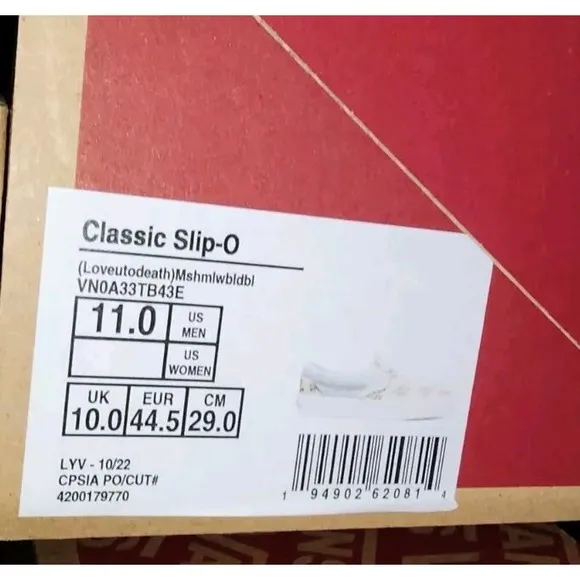 Classic Slip-O
(Loveutodeath)Mshmlwbldbl
VN0A33TB43E
11.0 US MEN
US WOMEN
UK EUR CM
10.0 44.5 29.0
LYV - 10/22
CPSIA PO/CUT#
4200179770
1 94902 62081 4